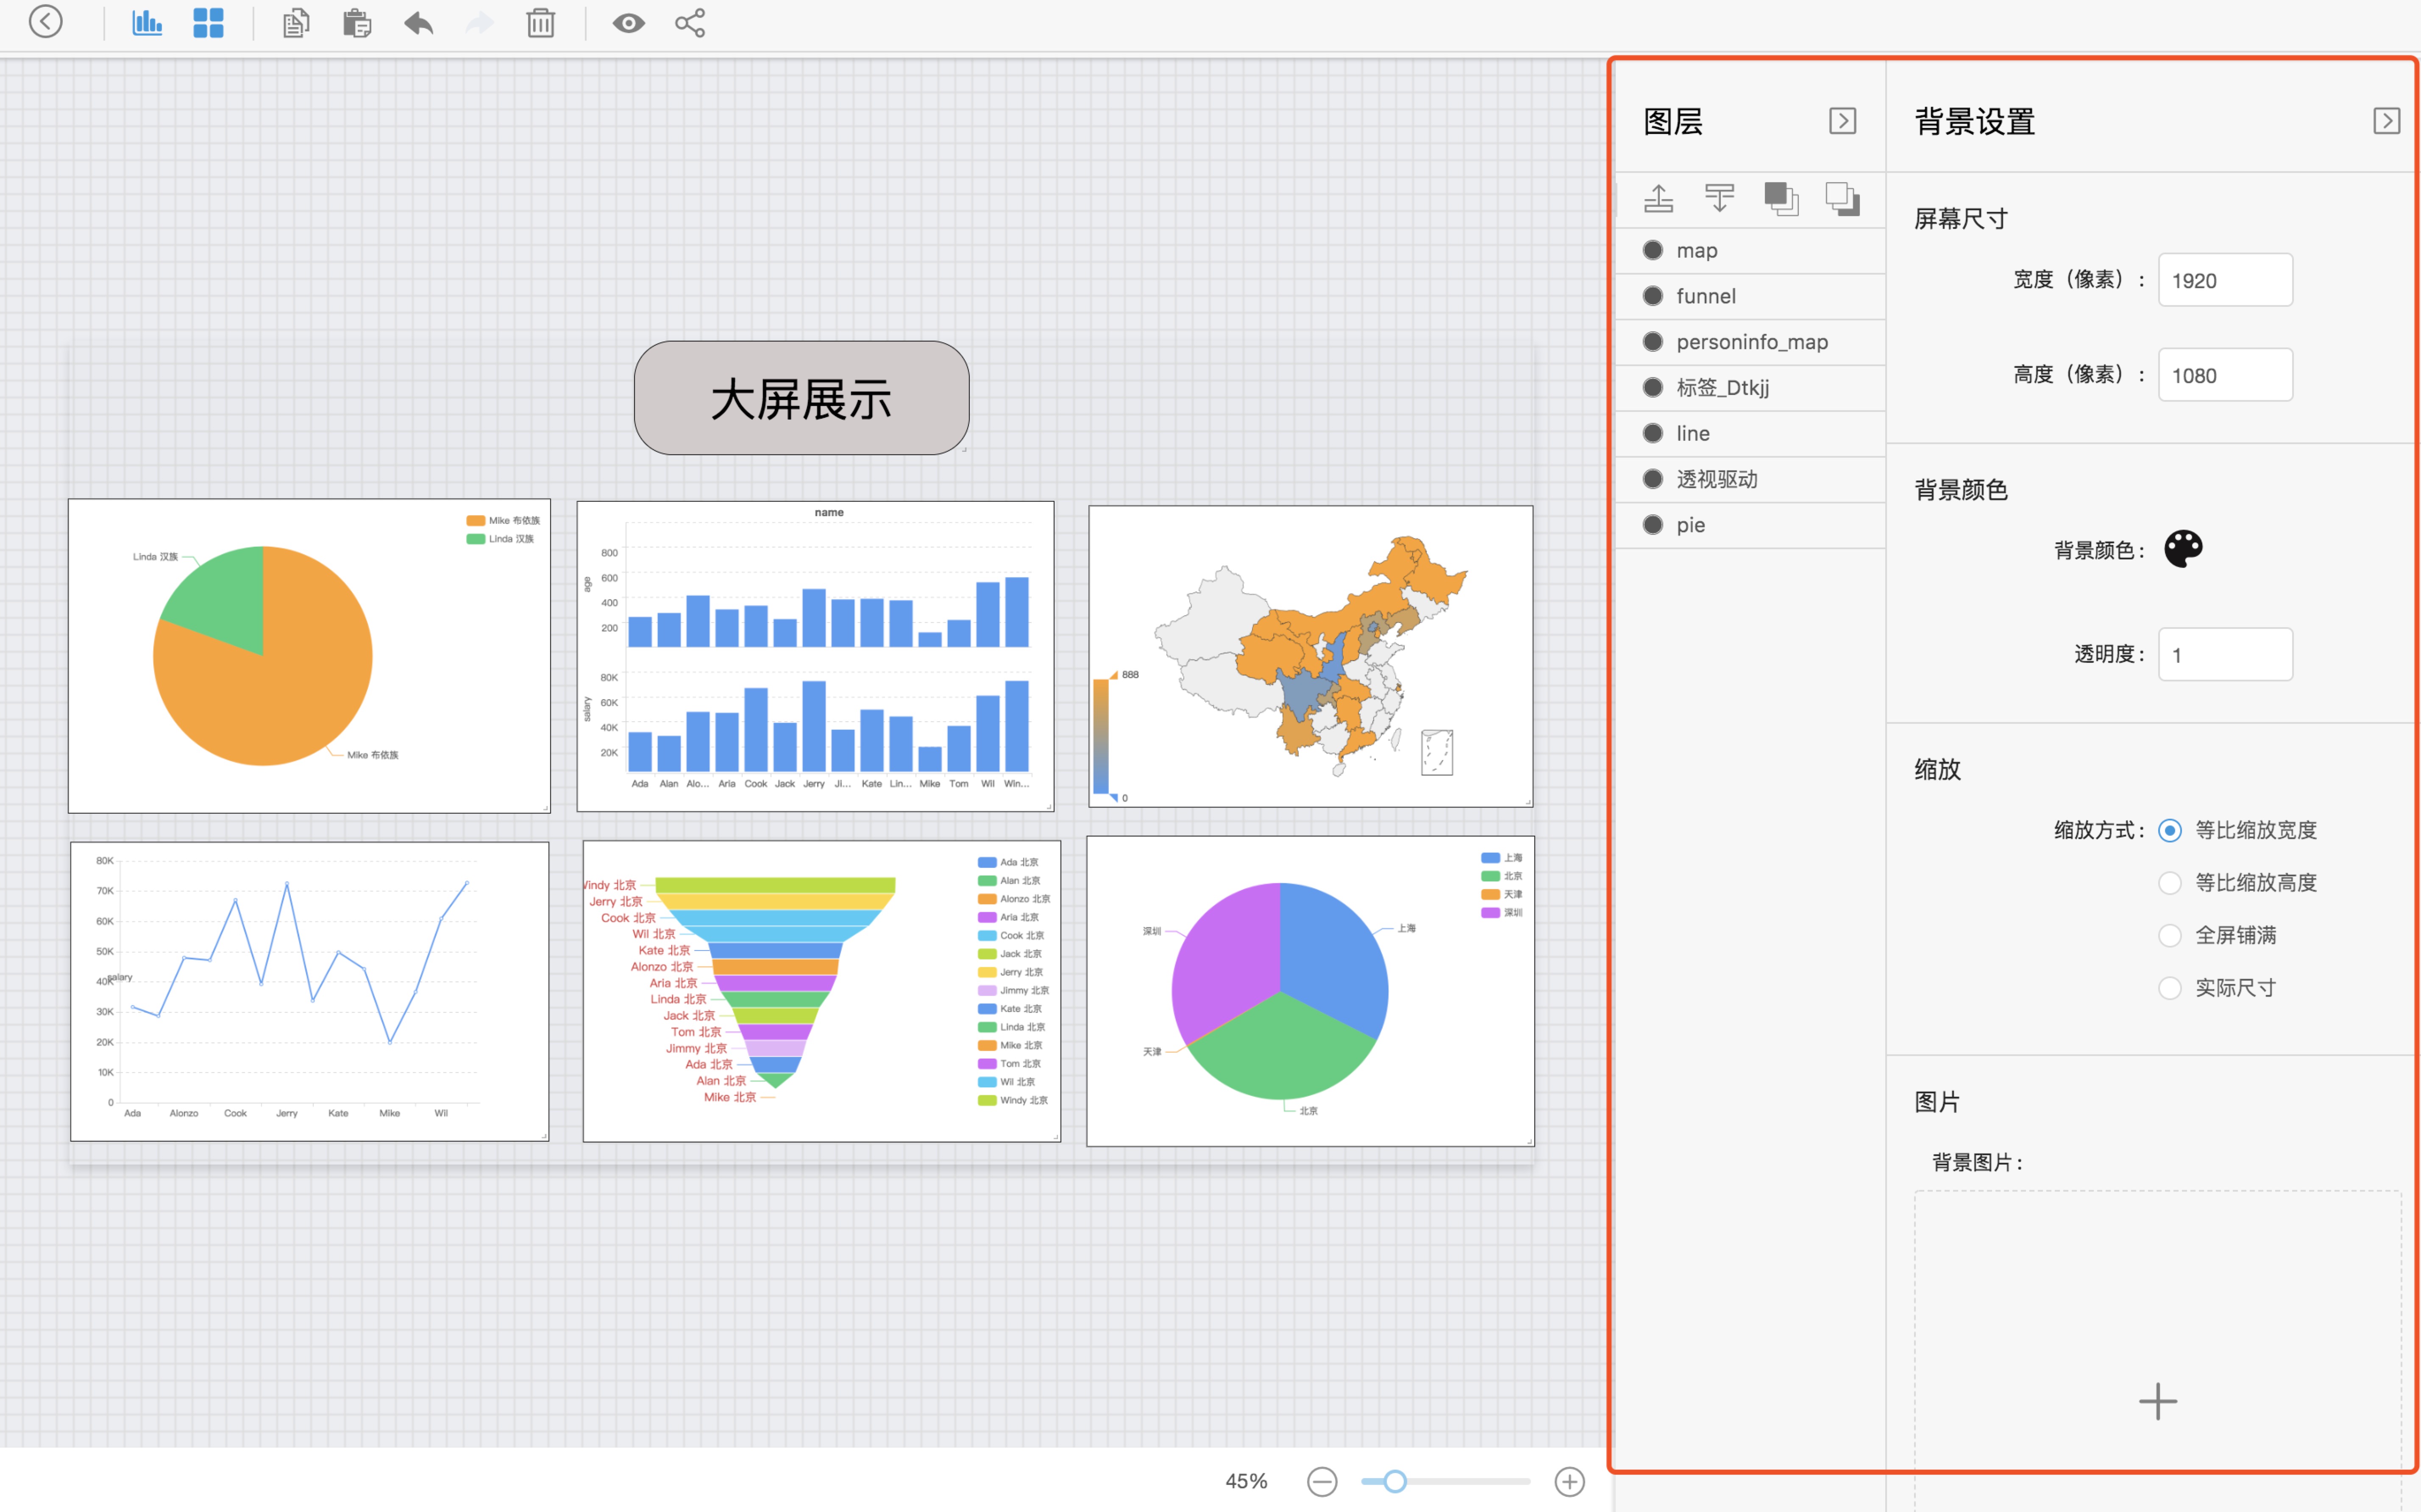 图层
背景设置
map
funnel
personinfo_map
标签_Dtkjj
line
透视驱动
pie
屏幕尺寸
宽度（像素）：
1920
高度（像素）：
1080
背景颜色
背景颜色：
透明度：
1
缩放
缩放方式：
等比缩放宽度
等比缩放高度
全屏铺满
实际尺寸
图片
背景图片：
大屏展示
Mike 布依族
Linda 汉族
Linda 汉族
Mike 布依族
name
age
800
600
400
200
salary
80K
60K
40K
20K
Ada Alan Alo... Aria Cook Jack Jerry Ji... Kate Lin... Mike Tom Wil Win...
888
0
80K
70K
60K
50K
40K
salary
30K
20K
10K
0
Ada Alonzo Cook Jerry Kate Mike Wil
indy 北京
Jerry 北京
Cook 北京
Wil 北京
Kate 北京
Alonzo 北京
Aria 北京
Linda 北京
Jack 北京
Tom 北京
Jimmy 北京
Ada 北京
Alan 北京
Mike 北京
Ada 北京
Alan 北京
Alonzo 北京
Aria 北京
Cook 北京
Jack 北京
Jerry 北京
Jimmy 北京
Kate 北京
Linda 北京
Mike 北京
Tom 北京
Wil 北京
Windy 北京
上海
北京
天津
深圳
深圳
上海
天津
北京
45%